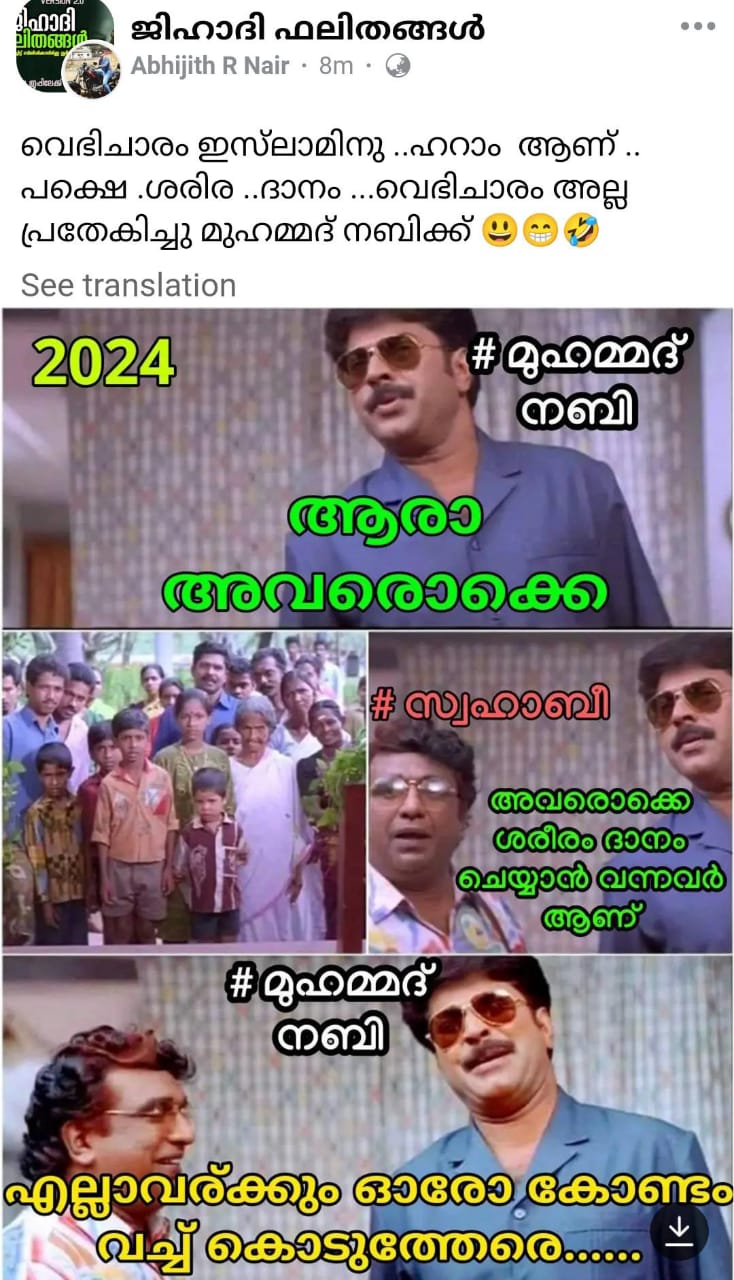 VERSION 2.0
ജിഹാദി
ഫലിതങ്ങൾ
ജിഹാദി ഫലിതങ്ങൾ
Abhijith R Nair · 8m ·
വെഭിചാരം ഇസ്ലാമിനു ..ഹറാം ആണ് ..
പക്ഷെ .ശരിര ..ദാനം ...വെഭിചാരം അല്ല
പ്രതേകിച്ചു മുഹമ്മദ് നബിക്ക് 😃😁🤣
See translation
2024
# മുഹമ്മദ്
നബി
ആരാ
അവരൊക്കെ
# സ്വഹാബീ
അവരൊക്കെ
ശരീരം ദാനം
ചെയ്യാൻ വന്നവർ
ആണ്
# മുഹമ്മദ്
നബി
എല്ലാവര്ക്കും ഓരോ കോണ്ടം
വച്ച് കൊടുത്തേരെ......